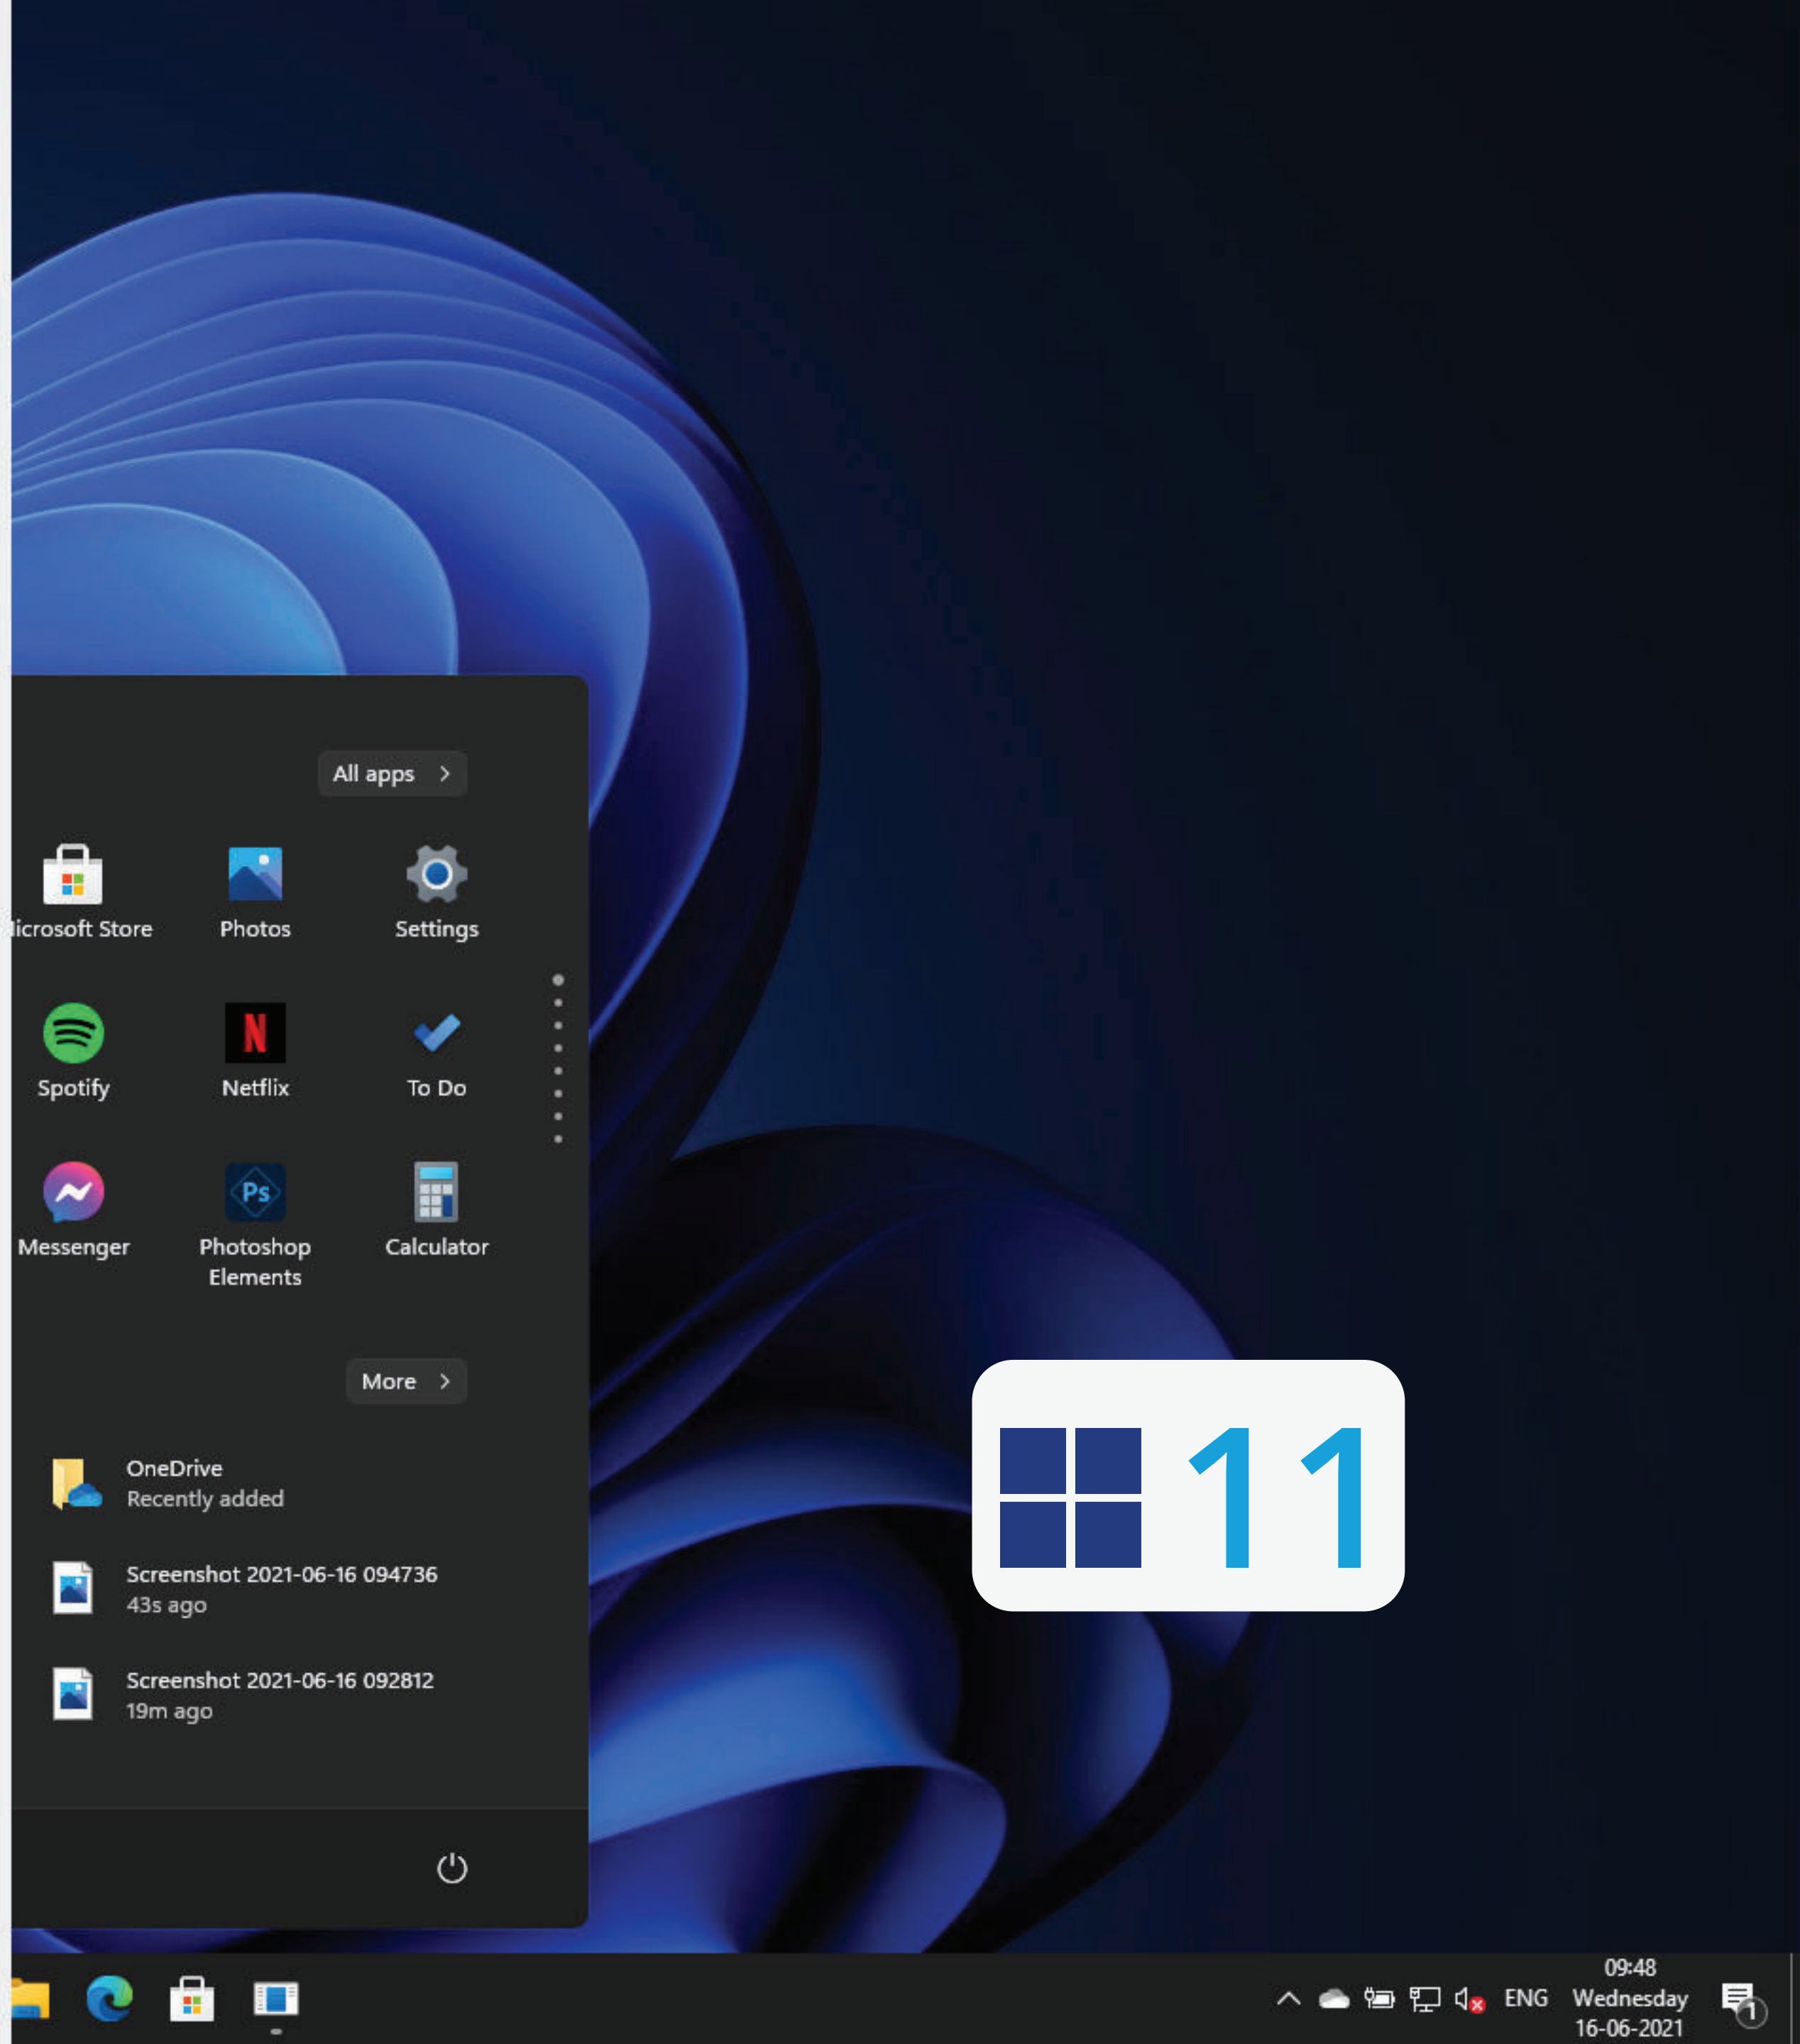 All apps
icrosoft Store
Photos
Settings
Spotify
Netflix
To Do
Messenger
Ps
Photoshop
Elements
Calculator
More
OneDrive
Recently added
Screenshot 2021-06-16 094736
43s ago
Screenshot 2021-06-16 092812
19m ago
11
ENG
09:48
Wednesday
16-06-2021
1